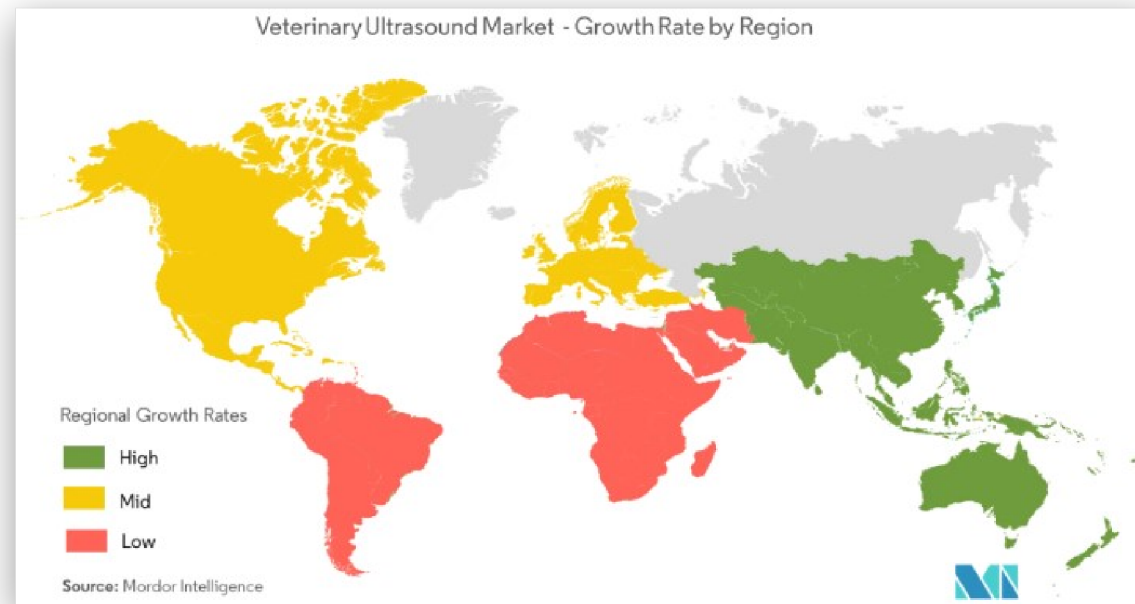 Veterinary Ultrasound Market - Growth Rate by Region
Regional Growth Rates
High
Mid
Low
Source: Mordor Intelligence